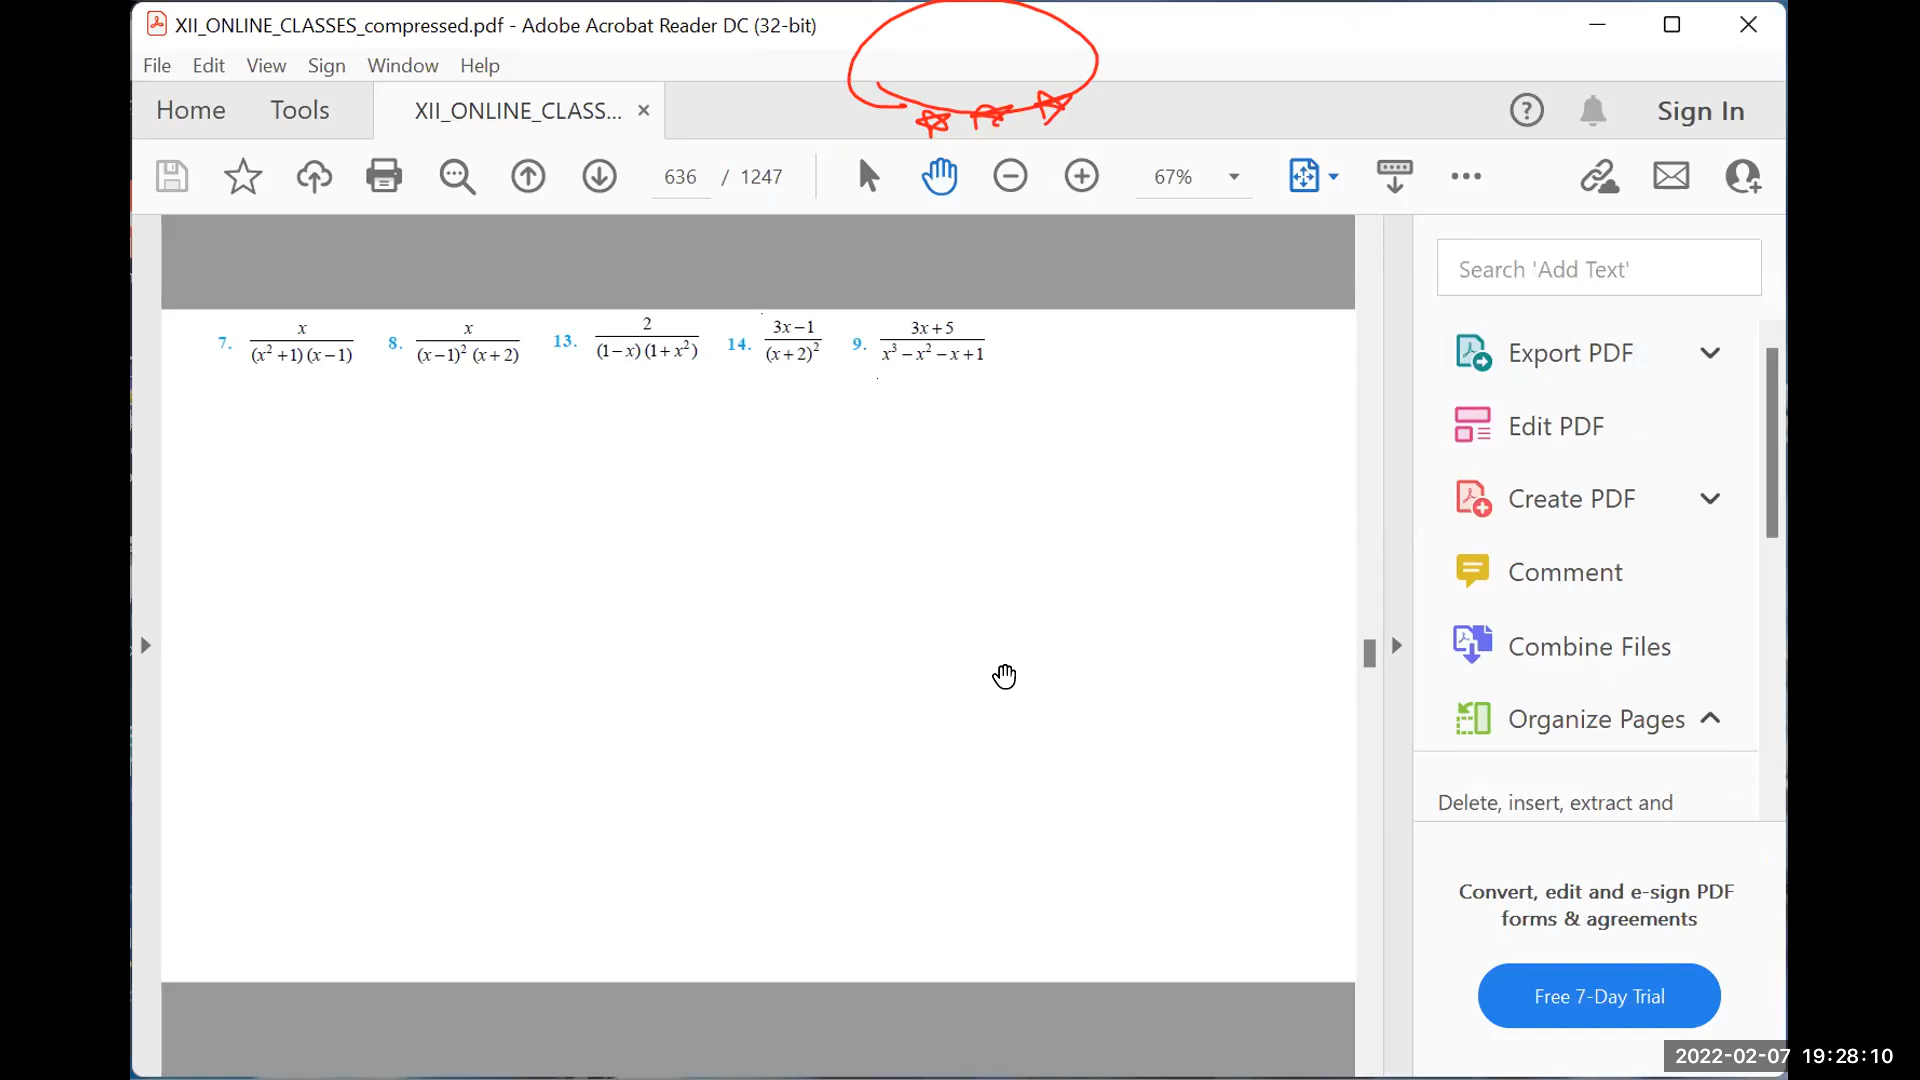 XII_ONLINE_CLASSES_compressed.pdf - Adobe Acrobat Reader DC (32-bit)
File Edit View Sign Window Help
Home Tools XII_ONLINE_CLASS... × Sign In
636 / 1247 67%
Search 'Add Text'
7. x/((x²+1)(x−1)) 8. x/((x−1)²(x+2)) 13. 2/((1−x)(1+x²)) 14. (3x−1)/(x+2)² 9. (3x+5)/(x³−x²−x+1)
Export PDF
Edit PDF
Create PDF
Comment
Combine Files
Organize Pages
Delete, insert, extract and
Convert, edit and e-sign PDF
forms & agreements
Free 7-Day Trial
2022-02-07 19:28:10